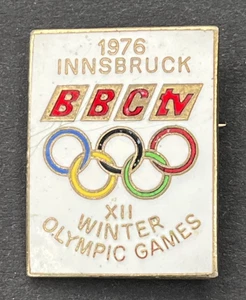 1976
INNSBRUCK
BBCtv
XII
WINTER
OLYMPIC GAMES